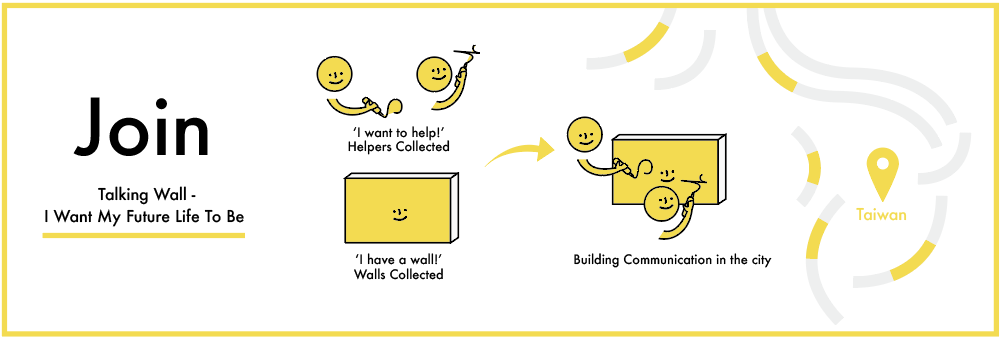 Join
Talking Wall -
I Want My Future Life To Be
‘I want to help!’
Helpers Collected
‘I have a wall!’
Walls Collected
Building Communication in the city
Taiwan